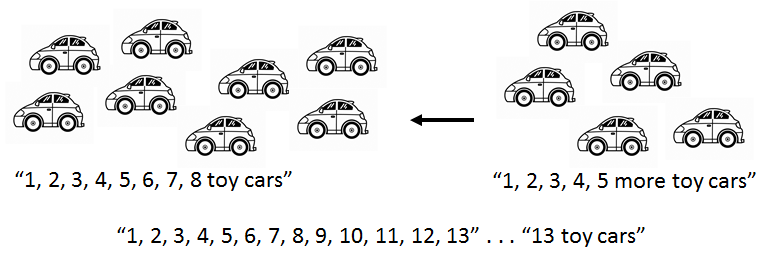 “1, 2, 3, 4, 5, 6, 7, 8 toy cars”
“1, 2, 3, 4, 5 more toy cars”
“1, 2, 3, 4, 5, 6, 7, 8, 9, 10, 11, 12, 13” . . . “13 toy cars”